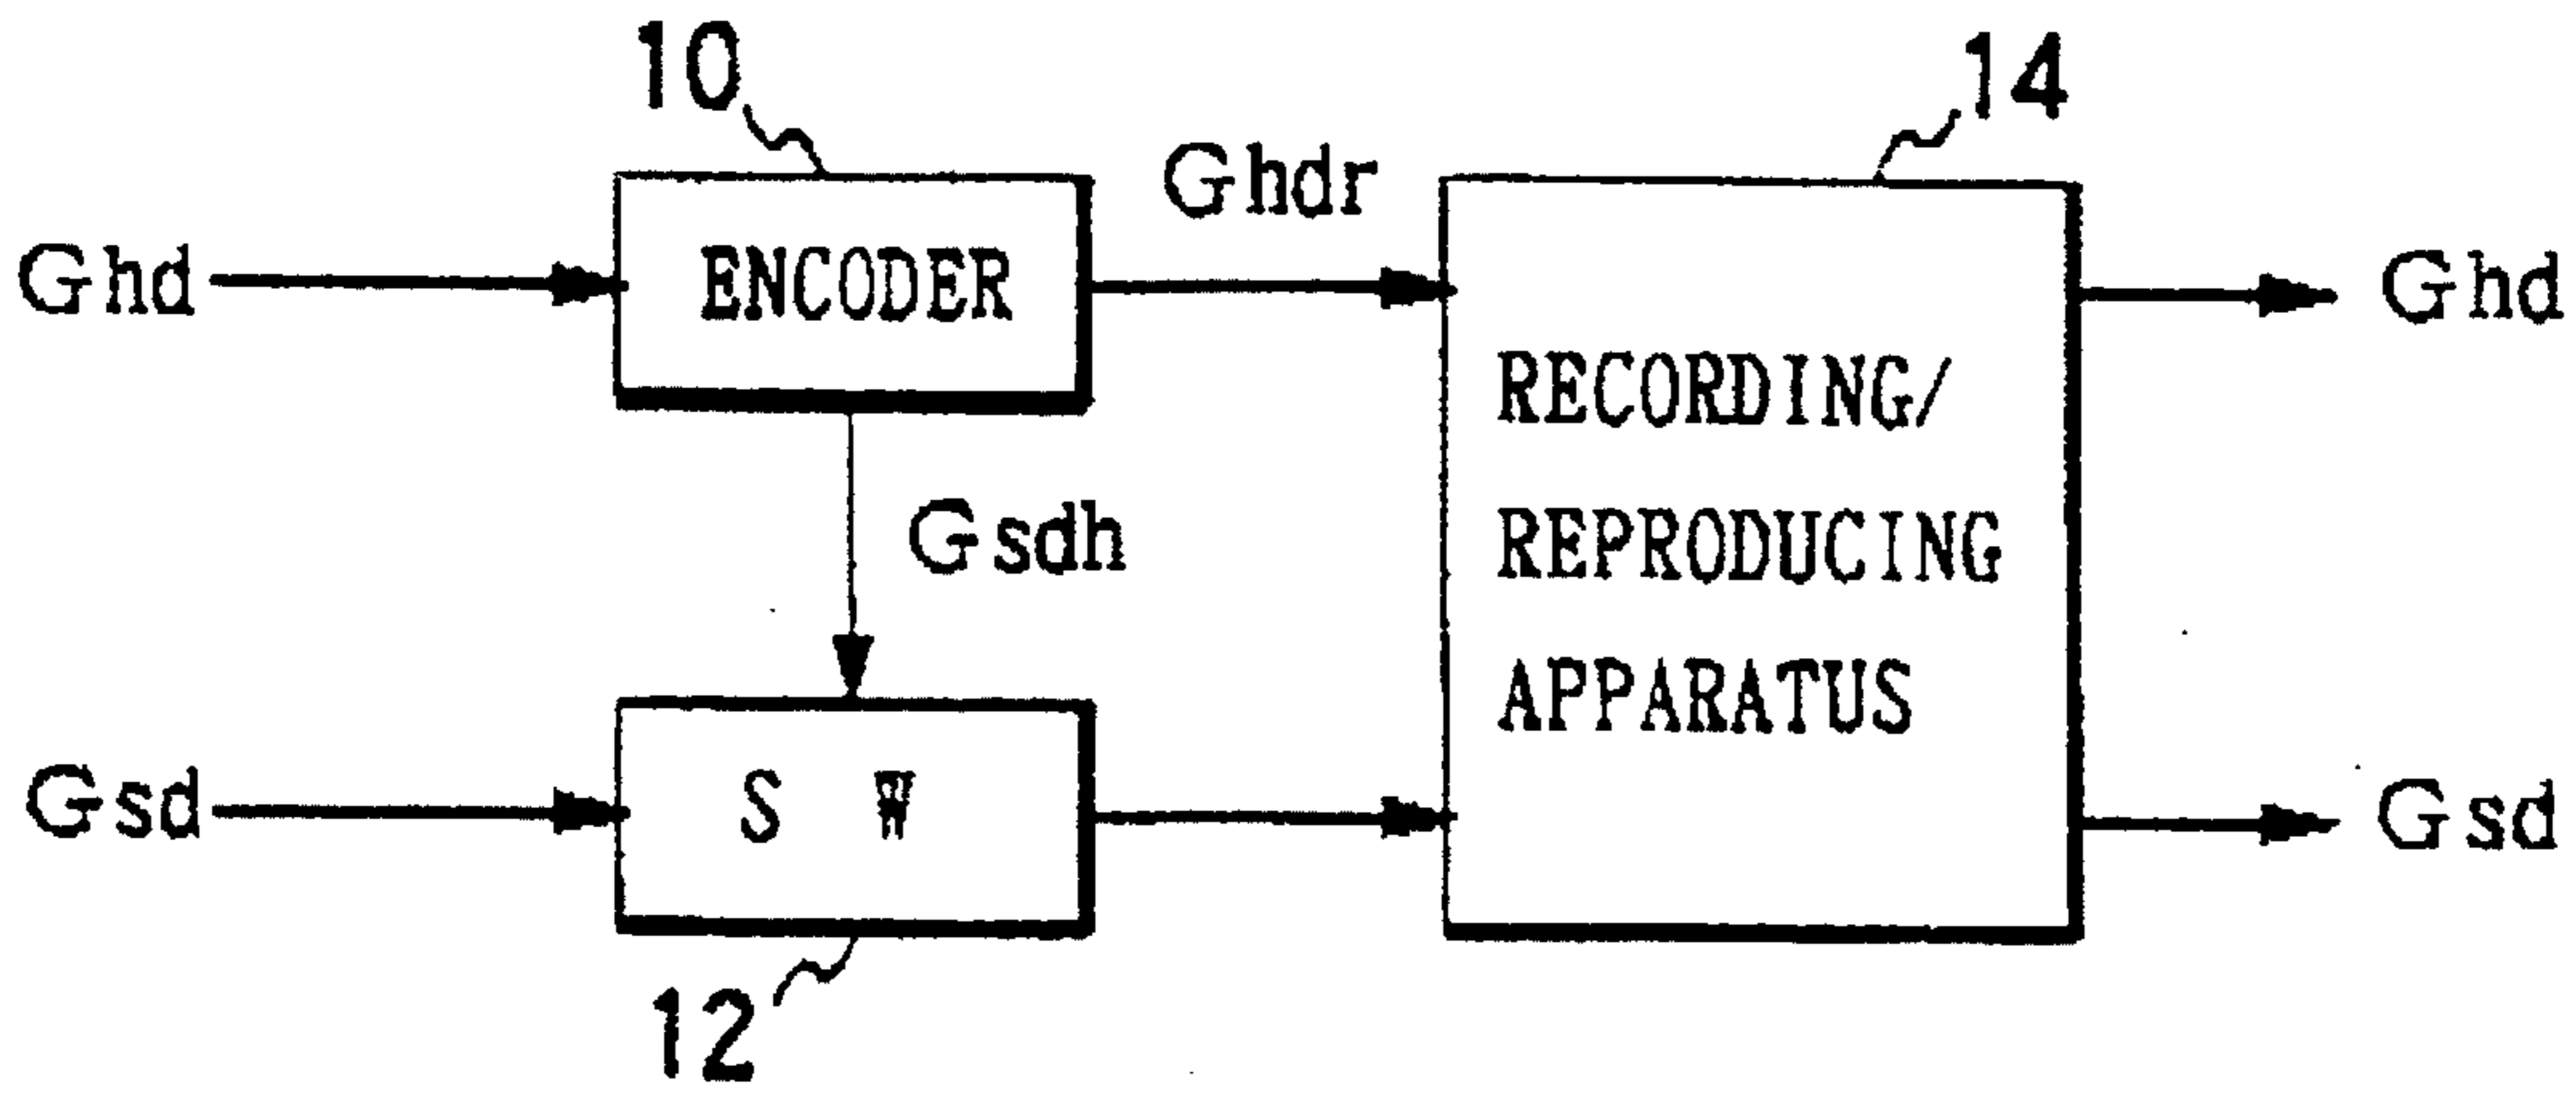 10
14
Ghdr
Ghd
ENCODER
Ghd
RECORDING/
REPRODUCING
APPARATUS
Gsdh
Gsd
S W
Gsd
12